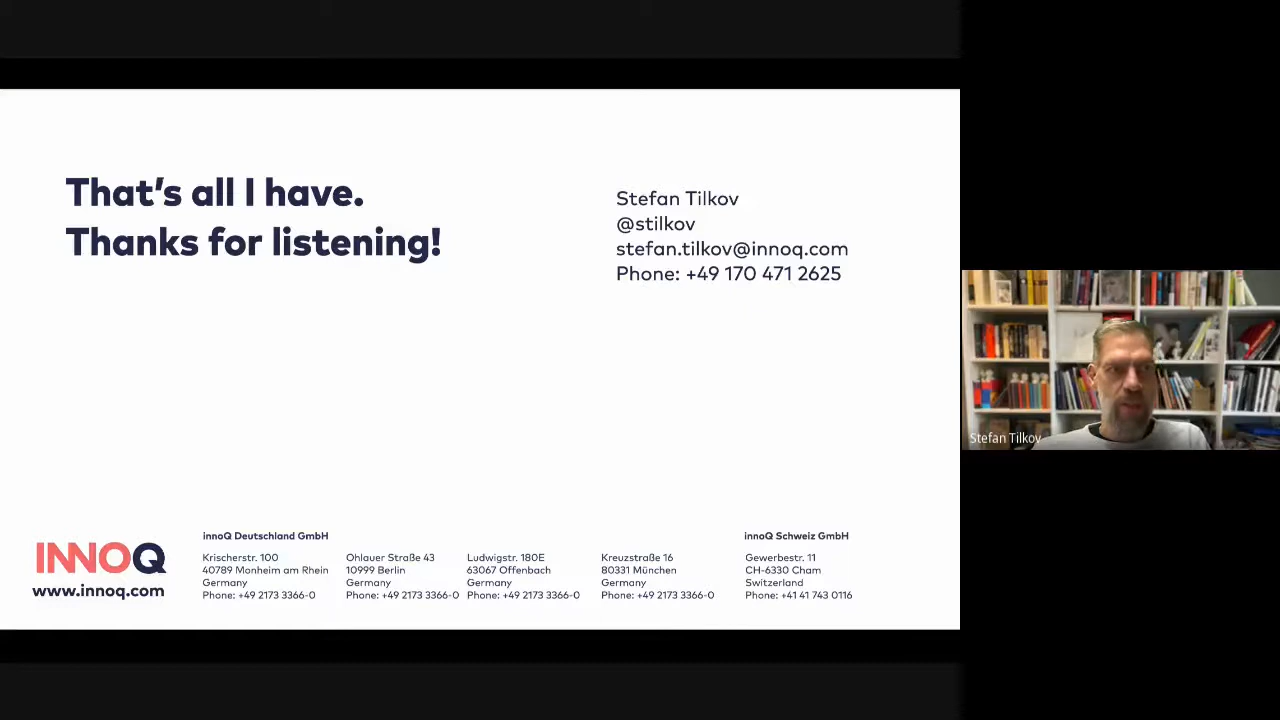 That's all I have.
Thanks for listening!
Stefan Tilkov
@stilkov
stefan.tilkov@innoq.com
Phone: +49 170 471 2625
Stefan Tilkov
INNOQ
www.innoq.com
innoQ Deutschland GmbH
Krischerstr. 100
40789 Monheim am Rhein
Germany
Phone: +49 2173 3366-0
Ohlauer Straße 43
10999 Berlin
Germany
Phone: +49 2173 3366-0
Ludwigstr. 180E
63067 Offenbach
Germany
Phone: +49 2173 3366-0
Kreuzstraße 16
80331 München
Germany
Phone: +49 2173 3366-0
innoQ Schweiz GmbH
Gewerbestr. 11
CH-6330 Cham
Switzerland
Phone: +41 41 743 0116